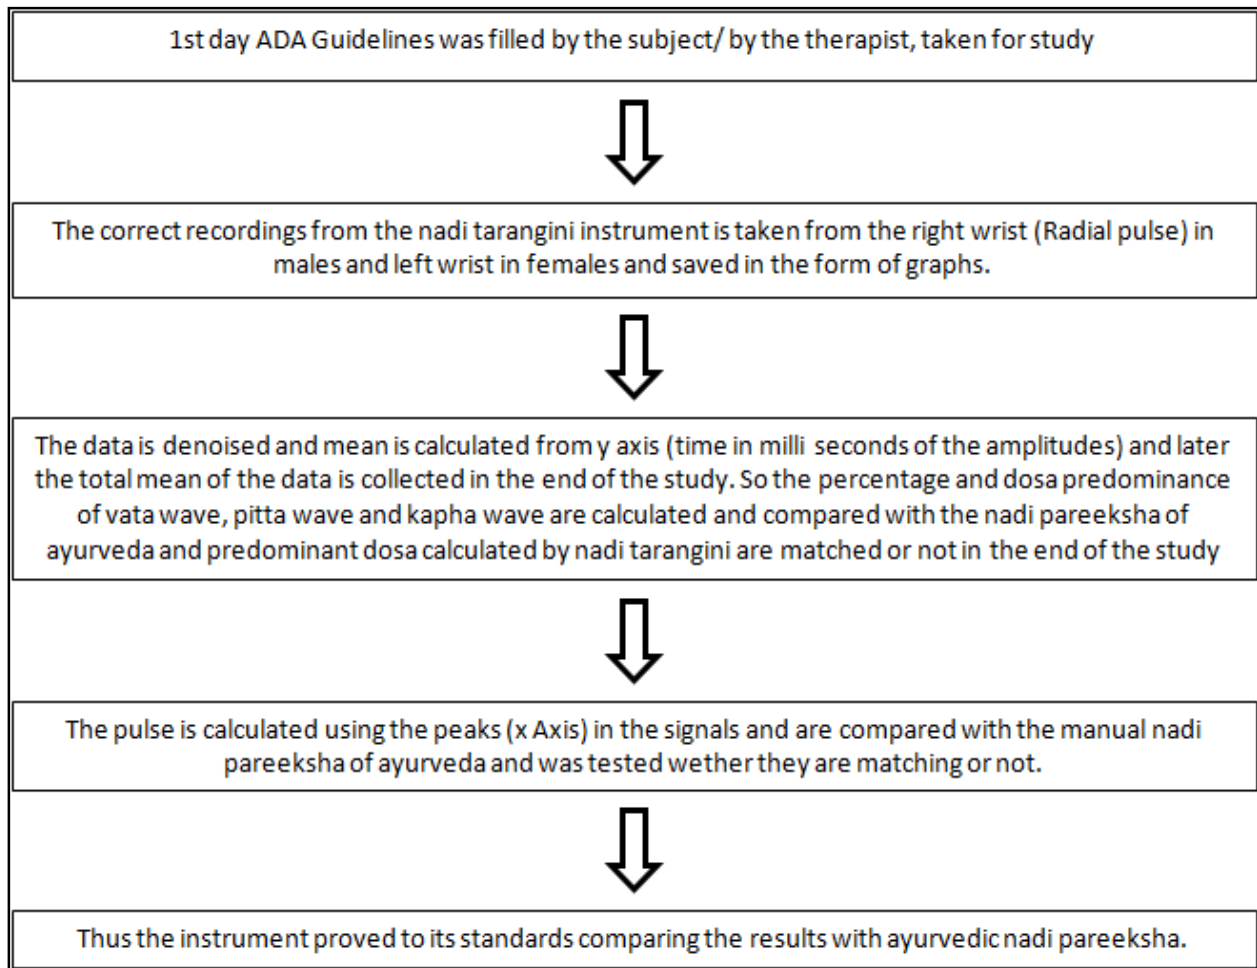 1st day ADA Guidelines was filled by the subject/ by the therapist, taken for study
The correct recordings from the nadi tarangini instrument is taken from the right wrist (Radial pulse) in
males and left wrist in females and saved in the form of graphs.
The data is denoised and mean is calculated from y axis (time in milli seconds of the amplitudes) and later
the total mean of the data is collected in the end of the study. So the percentage and dosa predominance
of vata wave, pitta wave and kapha wave are calculated and compared with the nadi pareeksha of
ayurveda and predominant dosa calculated by nadi tarangini are matched or not in the end of the study
The pulse is calculated using the peaks (x Axis) in the signals and are compared with the manual nadi
pareeksha of ayurveda and was tested wether they are matching or not.
Thus the instrument proved to its standards comparing the results with ayurvedic nadi pareeksha.